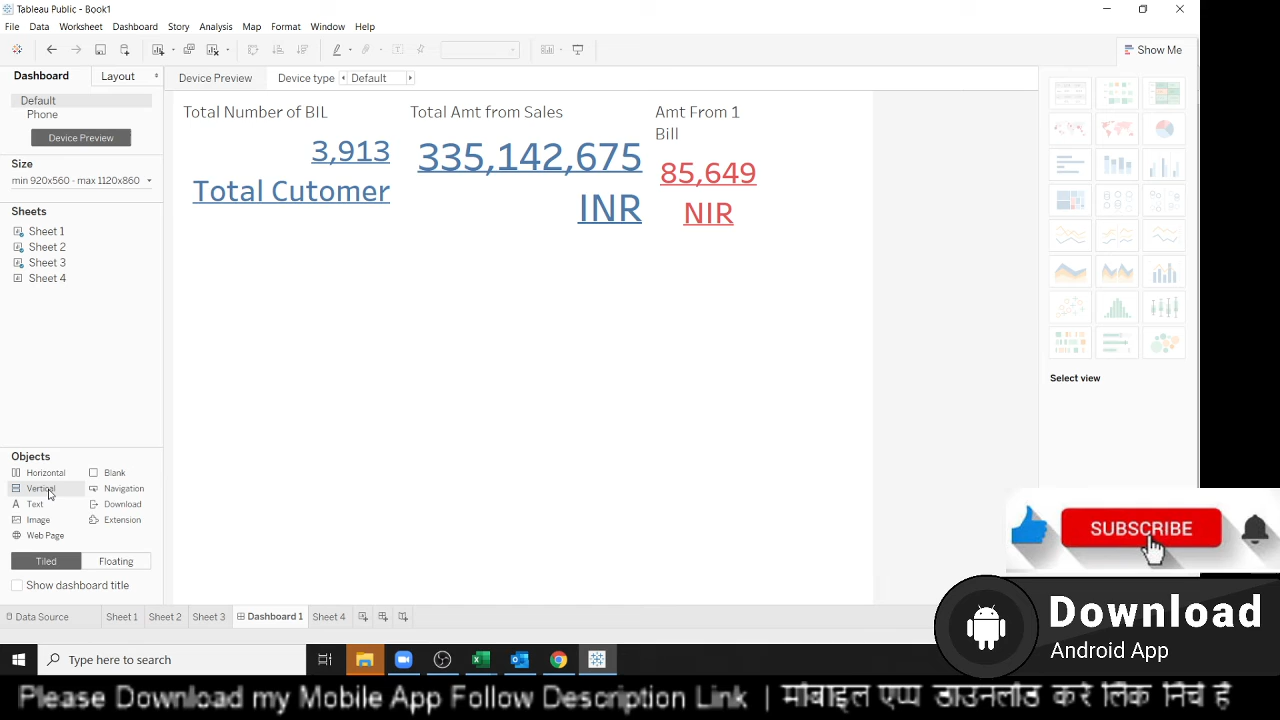 Tableau Public - Book1
File Data Worksheet Dashboard Story Analysis Map Format Window Help
Show Me
Dashboard Layout
Device Preview Device type Default
Default
Phone
Device Preview
Size
min 920x560 - max 1120x860
Sheets
Sheet 1
Sheet 2
Sheet 3
Sheet 4
Total Number of BIL
3,913
Total Cutomer
Total Amt from Sales
335,142,675
INR
Amt From 1
Bill
85,649
NIR
Select view
Objects
Horizontal Blank
Vertical Navigation
Text Download
Image Extension
Web Page
Tiled Floating
Show dashboard title
Data Source Sheet 1 Sheet 2 Sheet 3 Dashboard 1 Sheet 4
SUBSCRIBE
Download
Android App
Type here to search
Please Download my Mobile App Follow Description Link | मोबाइल एप्प डाउनलोड करे लिंक निचे है